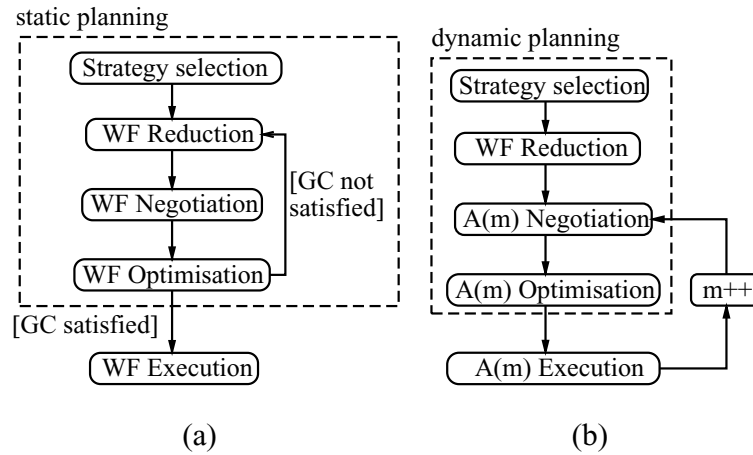 static planning
Strategy selection
WF Reduction
[GC not
satisfied]
WF Negotiation
WF Optimisation
[GC satisfied]
WF Execution
(a)
dynamic planning
Strategy selection
WF Reduction
A(m) Negotiation
A(m) Optimisation
m++
A(m) Execution
(b)